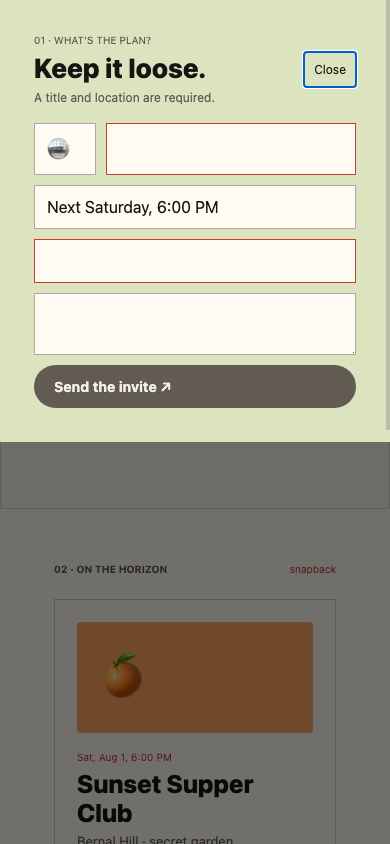 01 · WHAT'S THE PLAN?
Keep it loose.
Close
A title and location are required.
Next Saturday, 6:00 PM
Send the invite ↗
02 · ON THE HORIZON
snapback
Sat, Aug 1, 6:00 PM
Sunset Supper
Club
Bernal Hill · secret garden